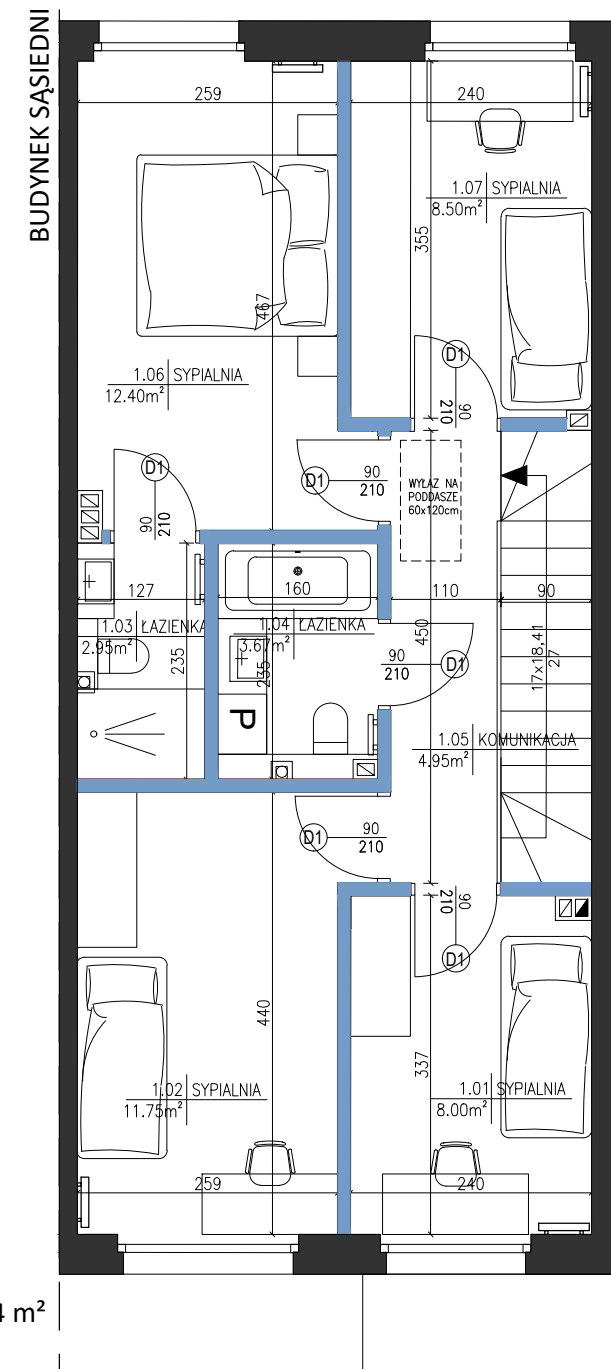 BUDYNEK SĄSIEDNI
259
240
1.07 SYPIALNIA
8.50m²
355
467
1.06 SYPIALNIA
12.40m²
D1
90
210
D1
90
210
D1
90
210
WYŁAZ NA
PODDASZE
60x120cm
127
160
110
90
1.03 ŁAZIENKA
2.95m²
235
1.04 ŁAZIENKA
3.67m²
235
450
90
210
D1
17x18,41
27
P
1.05 KOMUNIKACJA
4.95m²
D1
90
210
90
210
D1
440
337
1.02 SYPIALNIA
11.75m²
1.01 SYPIALNIA
8.00m²
259
240
4 m²